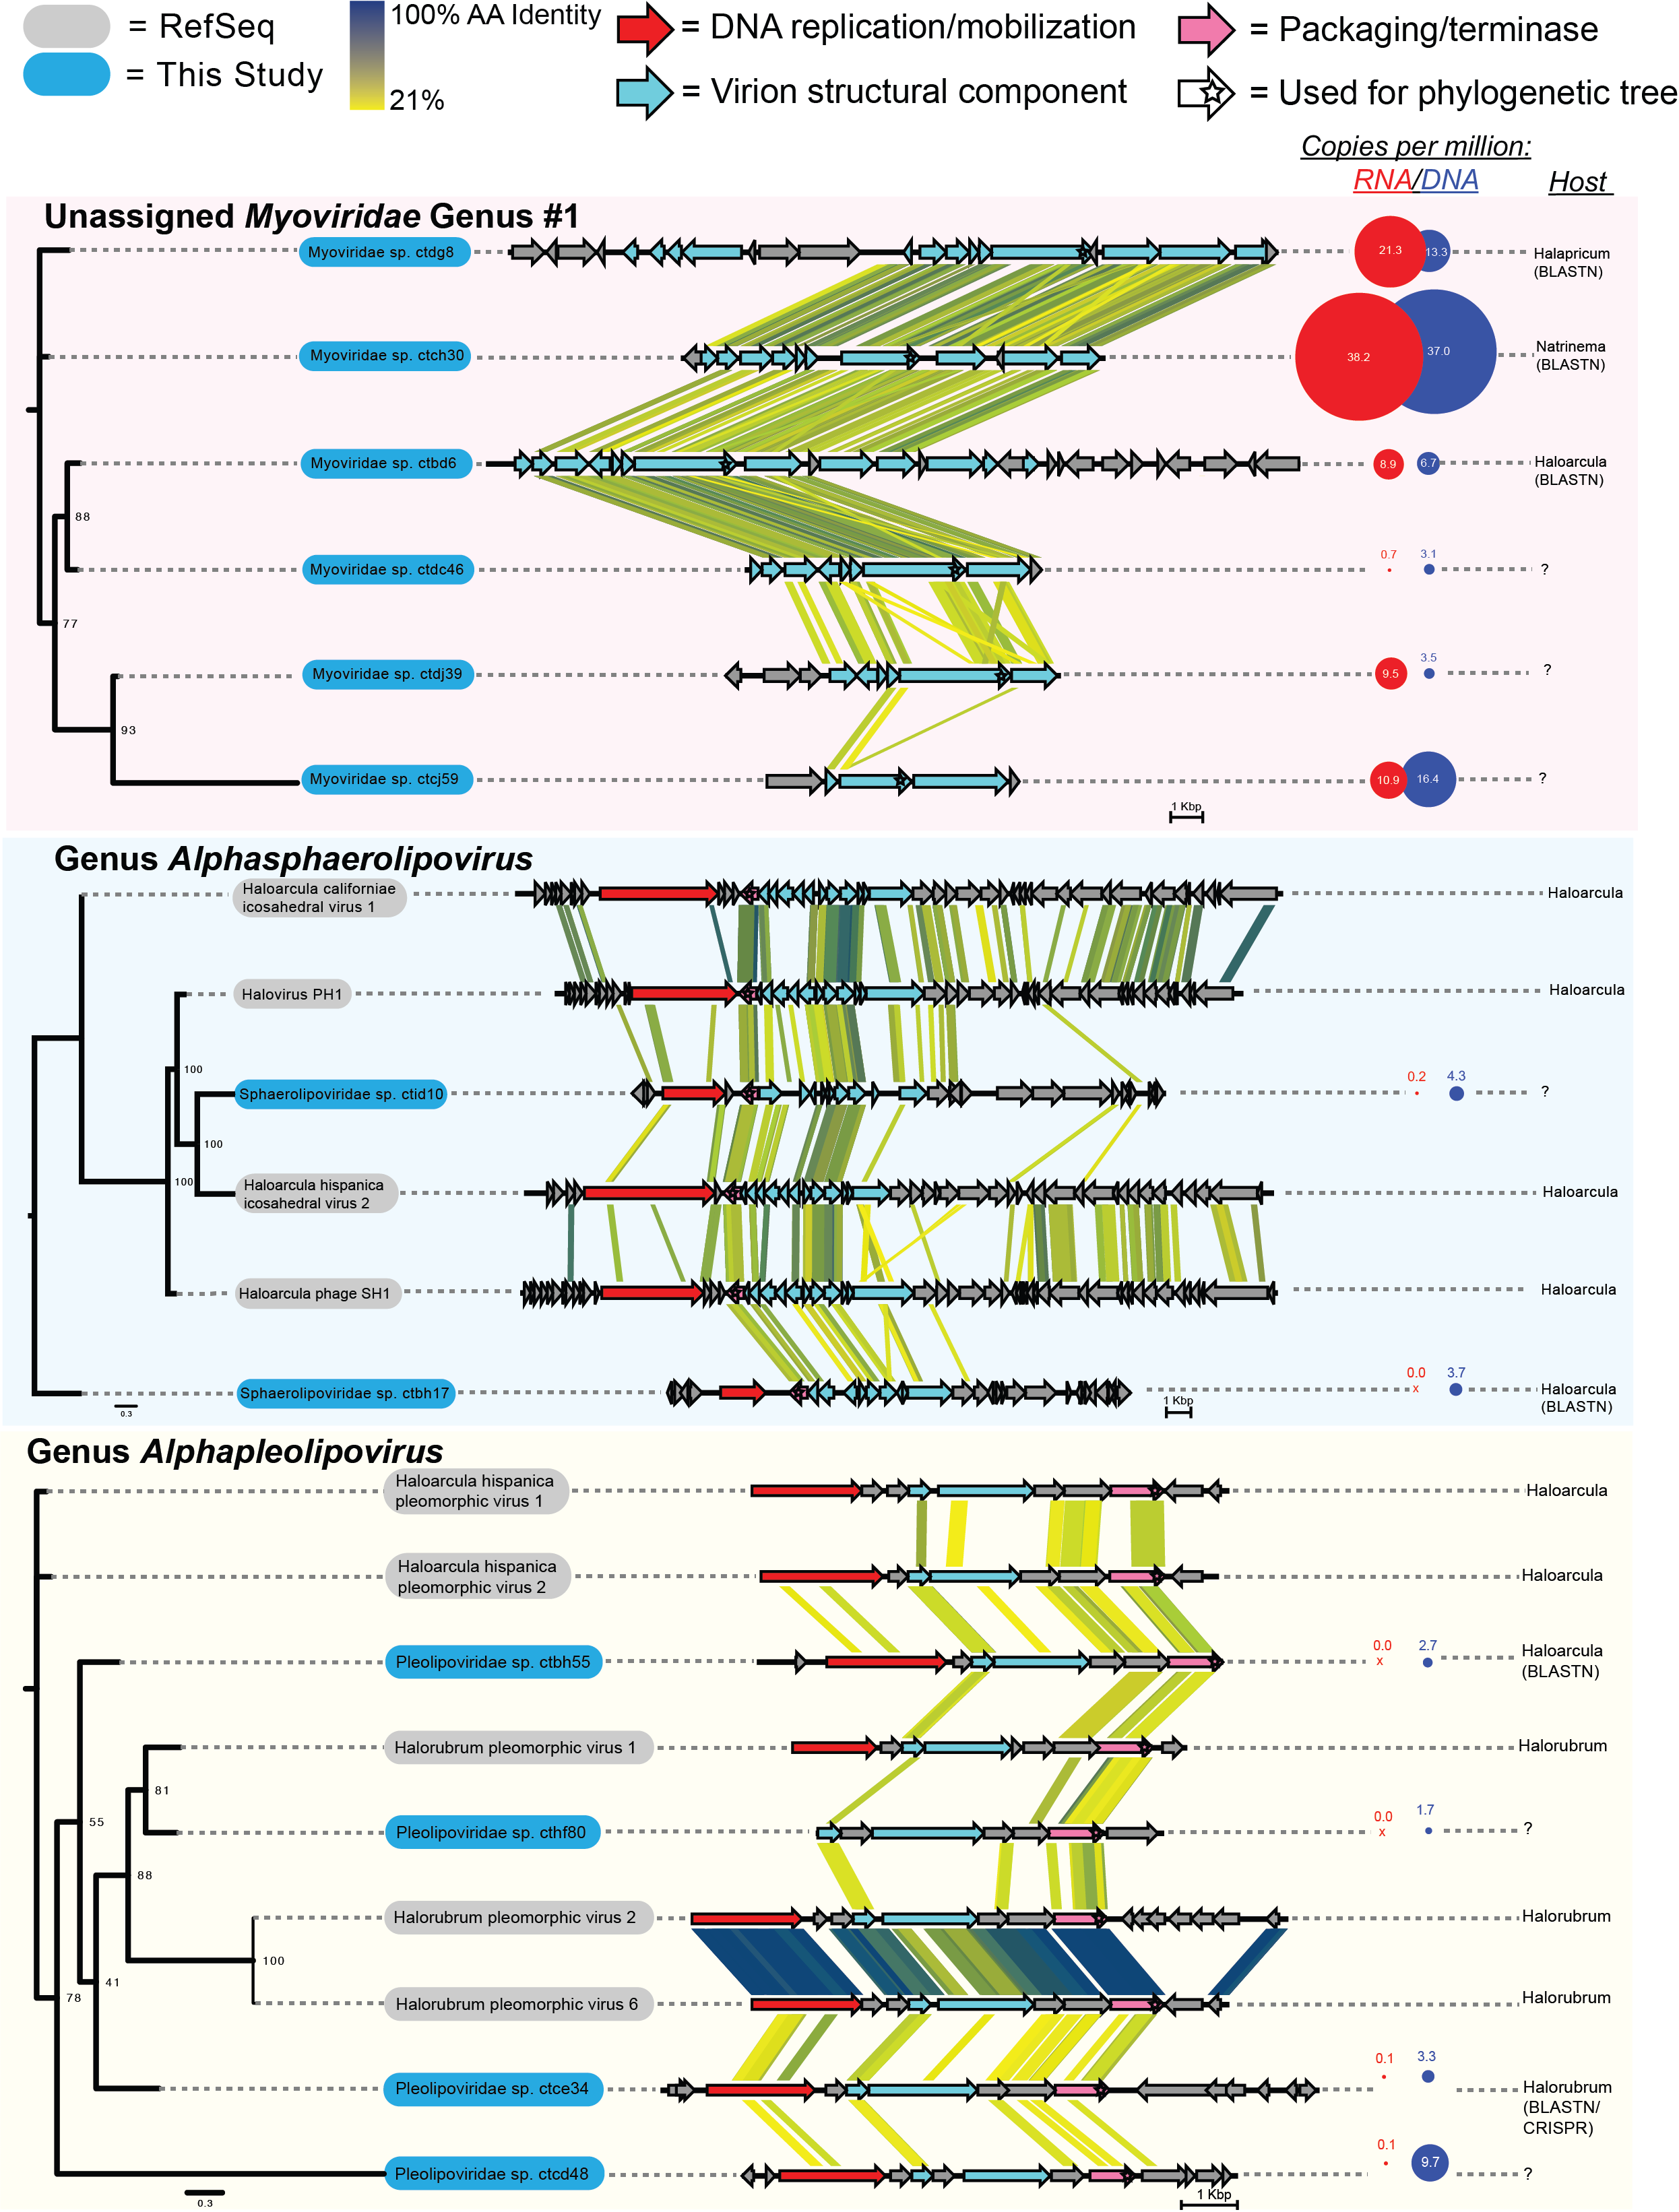 = RefSeq
= This Study
100% AA Identity
21%
= DNA replication/mobilization
= Virion structural component
= Packaging/terminase
= Used for phylogenetic tree
Copies per million:
RNA/DNA
Host
Unassigned Myoviridae Genus #1
Myoviridae sp. ctdg8
21.3
13.3
Halapricum
(BLASTN)
Myoviridae sp. ctch30
38.2
37.0
Natrinema
(BLASTN)
Myoviridae sp. ctbd6
8.9
6.7
Haloarcula
(BLASTN)
88
Myoviridae sp. ctdc46
0.7
3.1
?
77
Myoviridae sp. ctdj39
9.5
3.5
?
93
Myoviridae sp. ctcj59
10.9
16.4
?
1 Kbp
Genus Alphasphaerolipovirus
Haloarcula californiae
icosahedral virus 1
Haloarcula
Halovirus PH1
Haloarcula
100
Sphaerolipoviridae sp. ctid10
0.2
4.3
?
100
100
Haloarcula hispanica
icosahedral virus 2
Haloarcula
Haloarcula phage SH1
Haloarcula
Sphaerolipoviridae sp. ctbh17
0.0
x
3.7
Haloarcula
(BLASTN)
0.3
1 Kbp
Genus Alphapleolipovirus
Haloarcula hispanica
pleomorphic virus 1
Haloarcula
Haloarcula hispanica
pleomorphic virus 2
Haloarcula
Pleolipoviridae sp. ctbh55
0.0
x
2.7
Haloarcula
(BLASTN)
Halorubrum pleomorphic virus 1
Halorubrum
81
55
Pleolipoviridae sp. cthf80
0.0
x
1.7
?
88
Halorubrum pleomorphic virus 2
Halorubrum
100
41
78
Halorubrum pleomorphic virus 6
Halorubrum
Pleolipoviridae sp. ctce34
0.1
3.3
Halorubrum
(BLASTN/
CRISPR)
Pleolipoviridae sp. ctcd48
0.1
9.7
?
0.3
1 Kbp